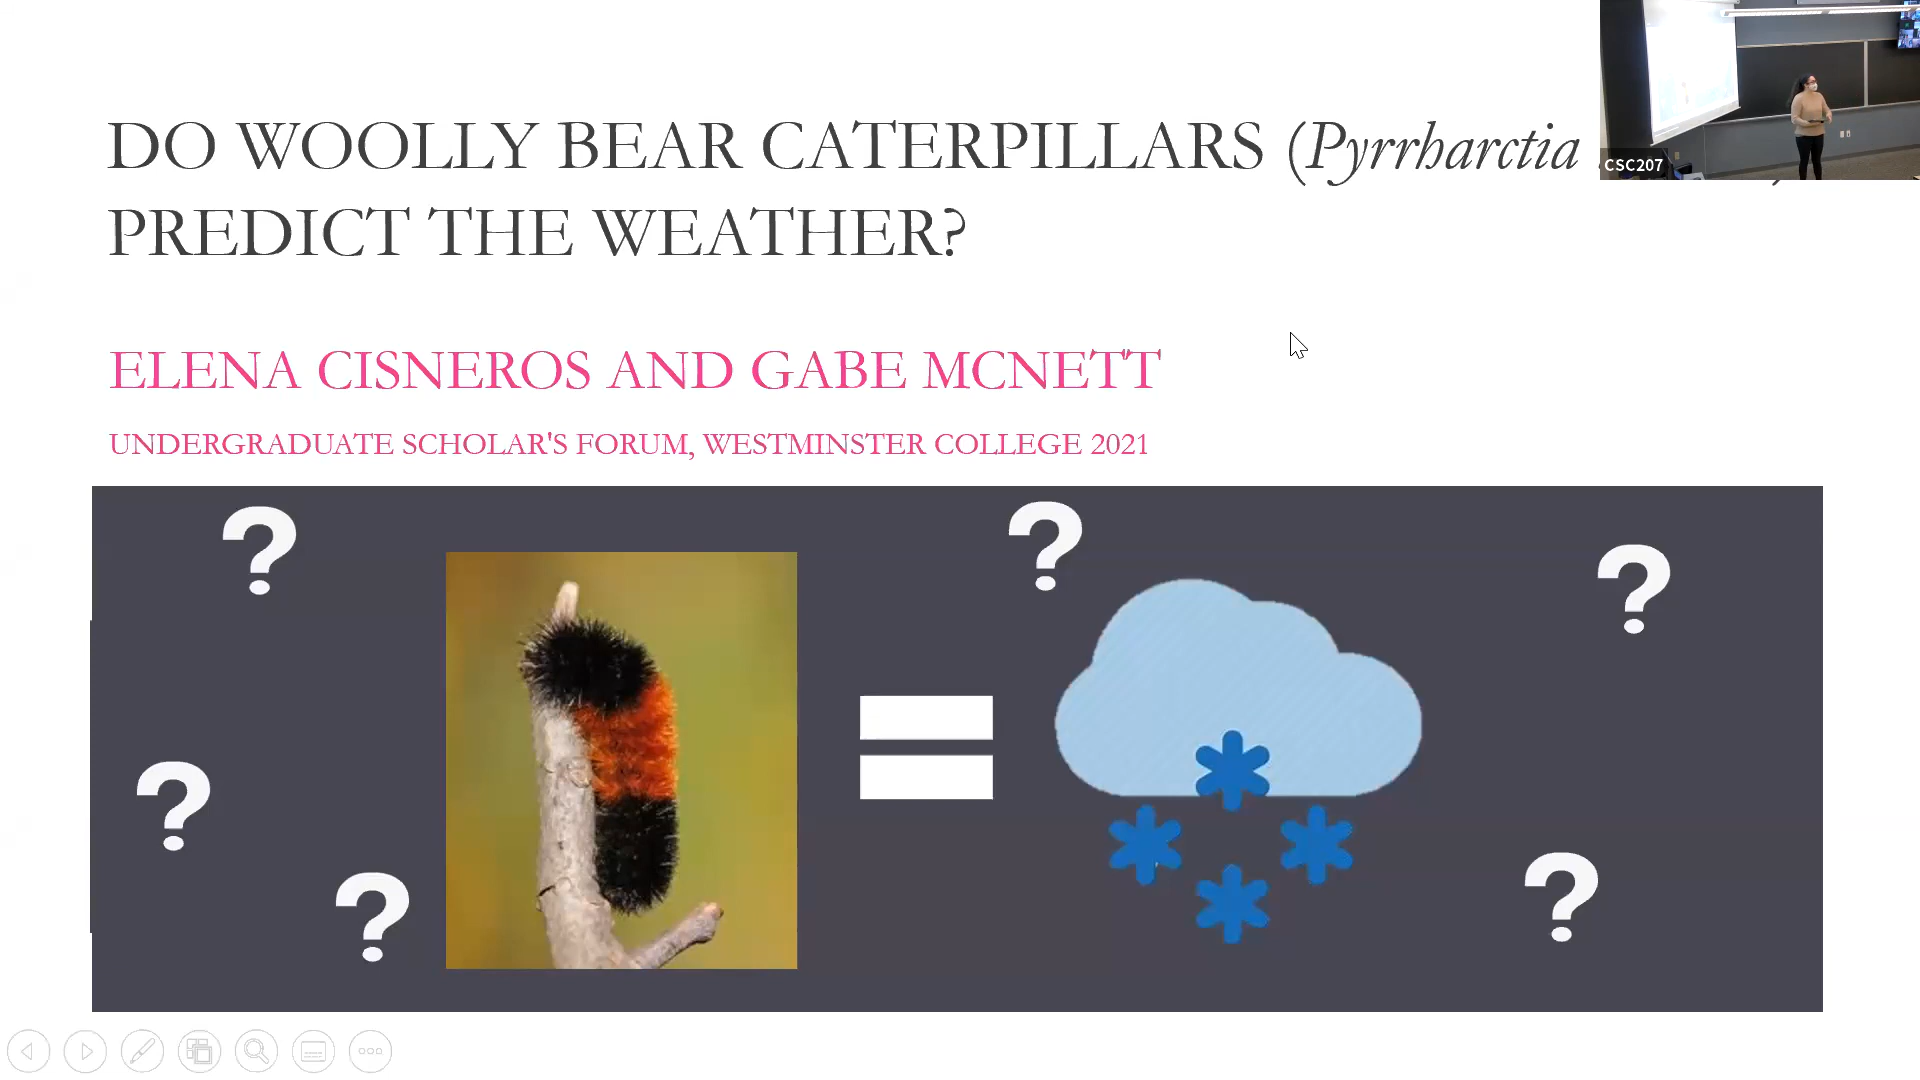 DO WOOLLY BEAR CATERPILLARS (Pyrrharctia
PREDICT THE WEATHER?
ELENA CISNEROS AND GABE MCNETT
UNDERGRADUATE SCHOLAR'S FORUM, WESTMINSTER COLLEGE 2021
CSC207
? ? ?
=
? ? ?